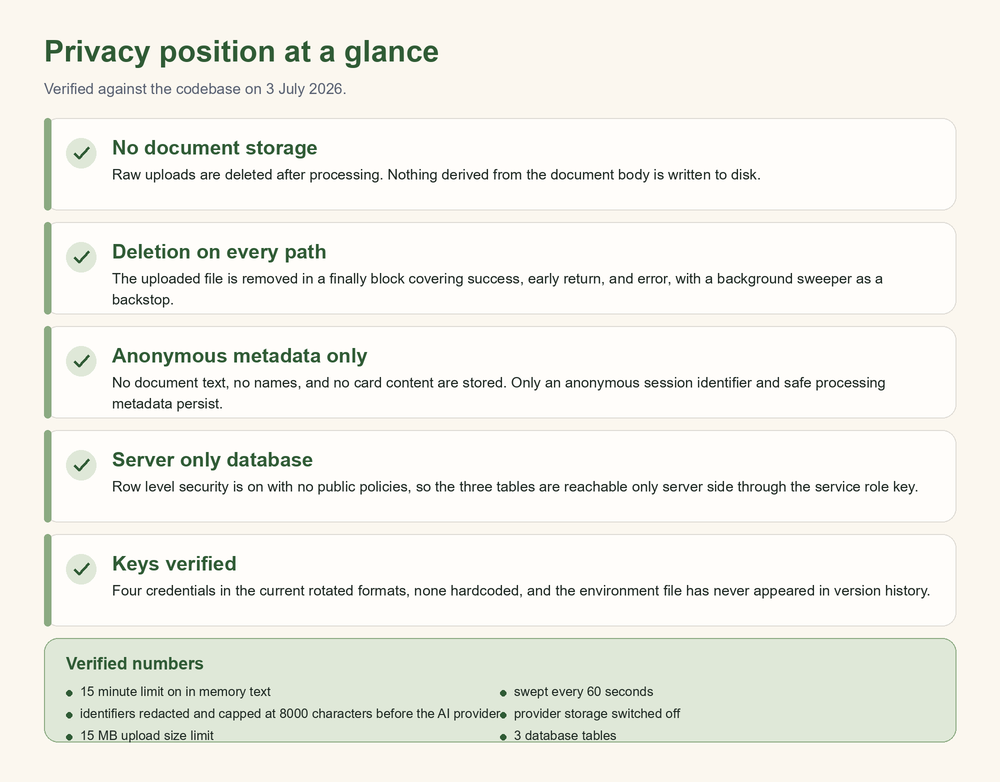 Privacy position at a glance
Verified against the codebase on 3 July 2026.
No document storage
Raw uploads are deleted after processing. Nothing derived from the document body is written to disk.
Deletion on every path
The uploaded file is removed in a finally block covering success, early return, and error, with a background sweeper as a
backstop.
Anonymous metadata only
No document text, no names, and no card content are stored. Only an anonymous session identifier and safe processing
metadata persist.
Server only database
Row level security is on with no public policies, so the three tables are reachable only server side through the service role key.
Keys verified
Four credentials in the current rotated formats, none hardcoded, and the environment file has never appeared in version history.
Verified numbers
15 minute limit on in memory text
swept every 60 seconds
identifiers redacted and capped at 8000 characters before the AI provider
provider storage switched off
15 MB upload size limit
3 database tables